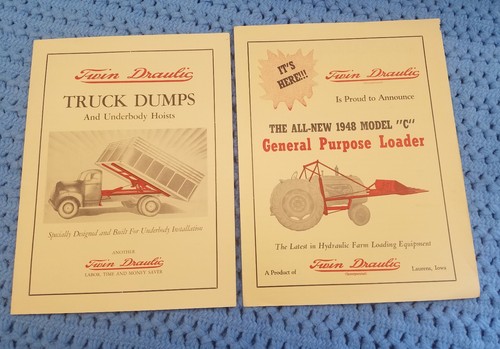 Twin Draulic
TRUCK DUMPS
And Underbody Hoists
Specially Designed and Built For Underbody Installation
ANOTHER
Twin Draulic
LABOR, TIME AND MONEY SAVER
IT'S
HERE!!!
Twin Draulic
Is Proud to Announce
THE ALL-NEW 1948 MODEL "C"
General Purpose Loader
The Latest in Hydraulic Farm Loading Equipment
A Product of
Twin Draulic
Laurens, Iowa